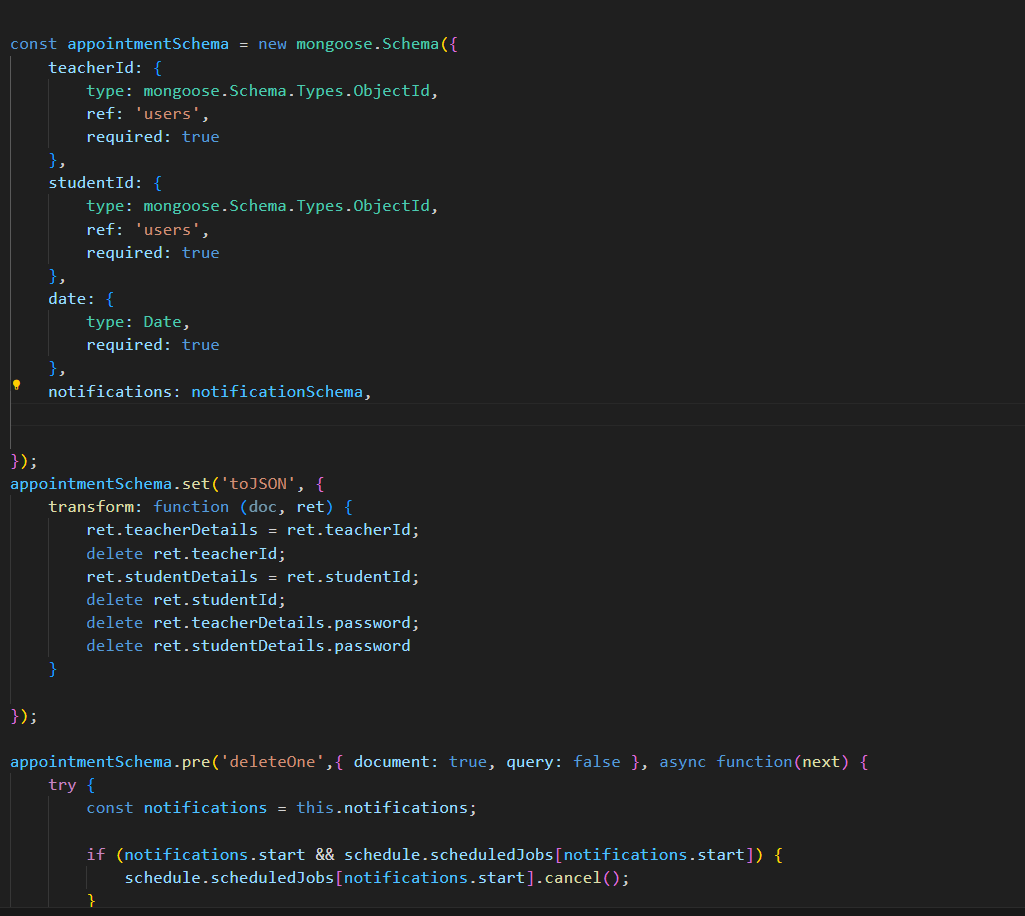 const appointmentSchema = new mongoose.Schema({
    teacherId: {
        type: mongoose.Schema.Types.ObjectId,
        ref: 'users',
        required: true
    },
    studentId: {
        type: mongoose.Schema.Types.ObjectId,
        ref: 'users',
        required: true
    },
    date: {
        type: Date,
        required: true
    },
    notifications: notificationSchema,
});
appointmentSchema.set('toJSON', {
    transform: function (doc, ret) {
        ret.teacherDetails = ret.teacherId;
        delete ret.teacherId;
        ret.studentDetails = ret.studentId;
        delete ret.studentId;
        delete ret.teacherDetails.password;
        delete ret.studentDetails.password
    }
});
appointmentSchema.pre('deleteOne',{ document: true, query: false }, async function(next) {
    try {
        const notifications = this.notifications;
        if (notifications.start && schedule.scheduledJobs[notifications.start]) {
            schedule.scheduledJobs[notifications.start].cancel();
        }